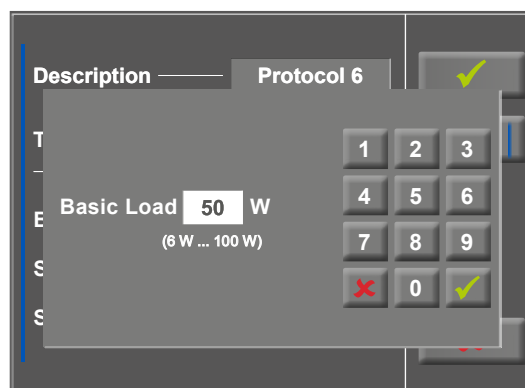 Description Protocol 6
T
1 2 3
4 5 6
Basic Load 50 W
E
(6 W ... 100 W)
7 8 9
S
0
S